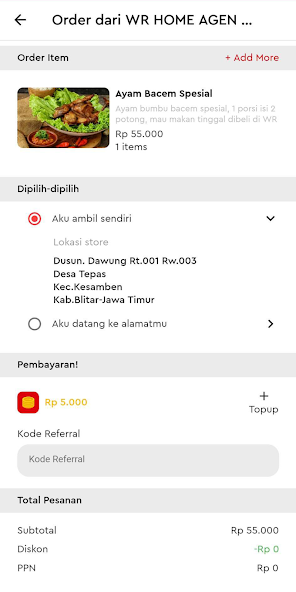 Order dari WR HOME AGEN ...
Order Item
+ Add More
Ayam Bacem Spesial
Ayam bumbu bacem spesial, 1 porsi isi 2
potong, mau makan tinggal dibeli di WR
Rp 55.000
1 items
Dipilih-dipilih
Aku ambil sendiri
Lokasi store
Dusun. Dawung Rt.001 Rw.003
Desa Tepas
Kec.Kesamben
Kab.Blitar-Jawa Timur
Aku datang ke alamatmu
Pembayaran!
Rp 5.000
+
Topup
Kode Referral
Kode Referral
Total Pesanan
Subtotal Rp 55.000
Diskon -Rp 0
PPN Rp 0